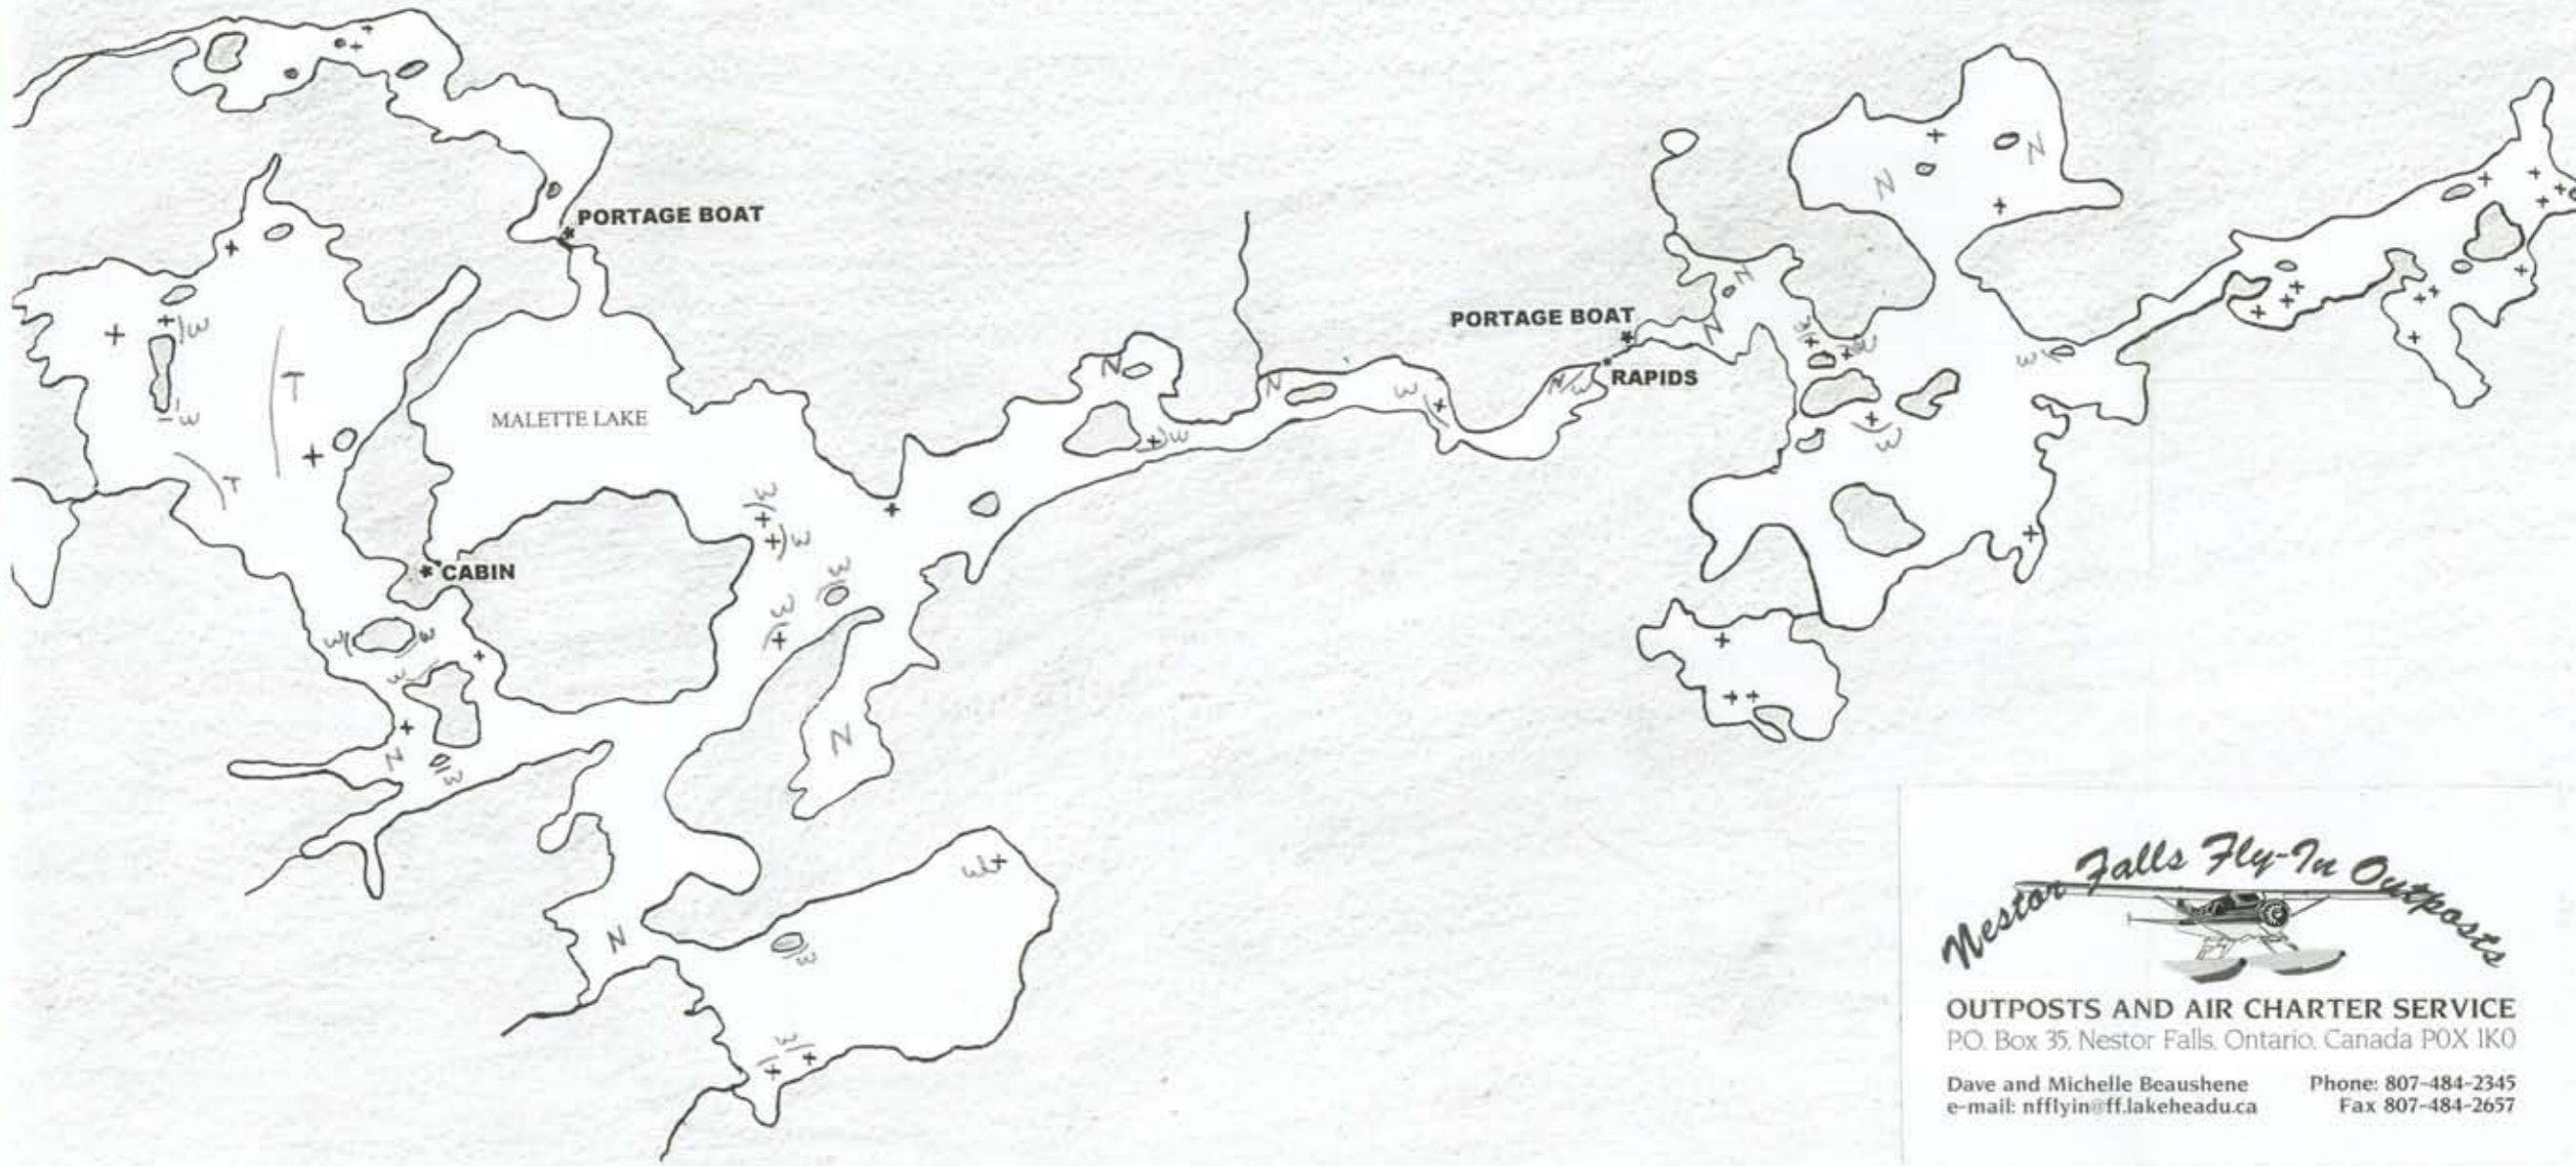 PORTAGE BOAT
PORTAGE BOAT
RAPIDS
MALETTE LAKE
CABIN
N
N
N
N
N
N
N/W
W
W
W
W
W
W
T
T
W
W
W
W
W
W
W
W
W
W
N
N
W
N
W
W
W
W
Nestor Falls Fly-In Outposts
OUTPOSTS AND AIR CHARTER SERVICE
P.O. Box 35, Nestor Falls, Ontario, Canada P0X 1K0
Dave and Michelle Beaushene Phone: 807-484-2345
e-mail: nfflyin@ff.lakeheadu.ca Fax 807-484-2657